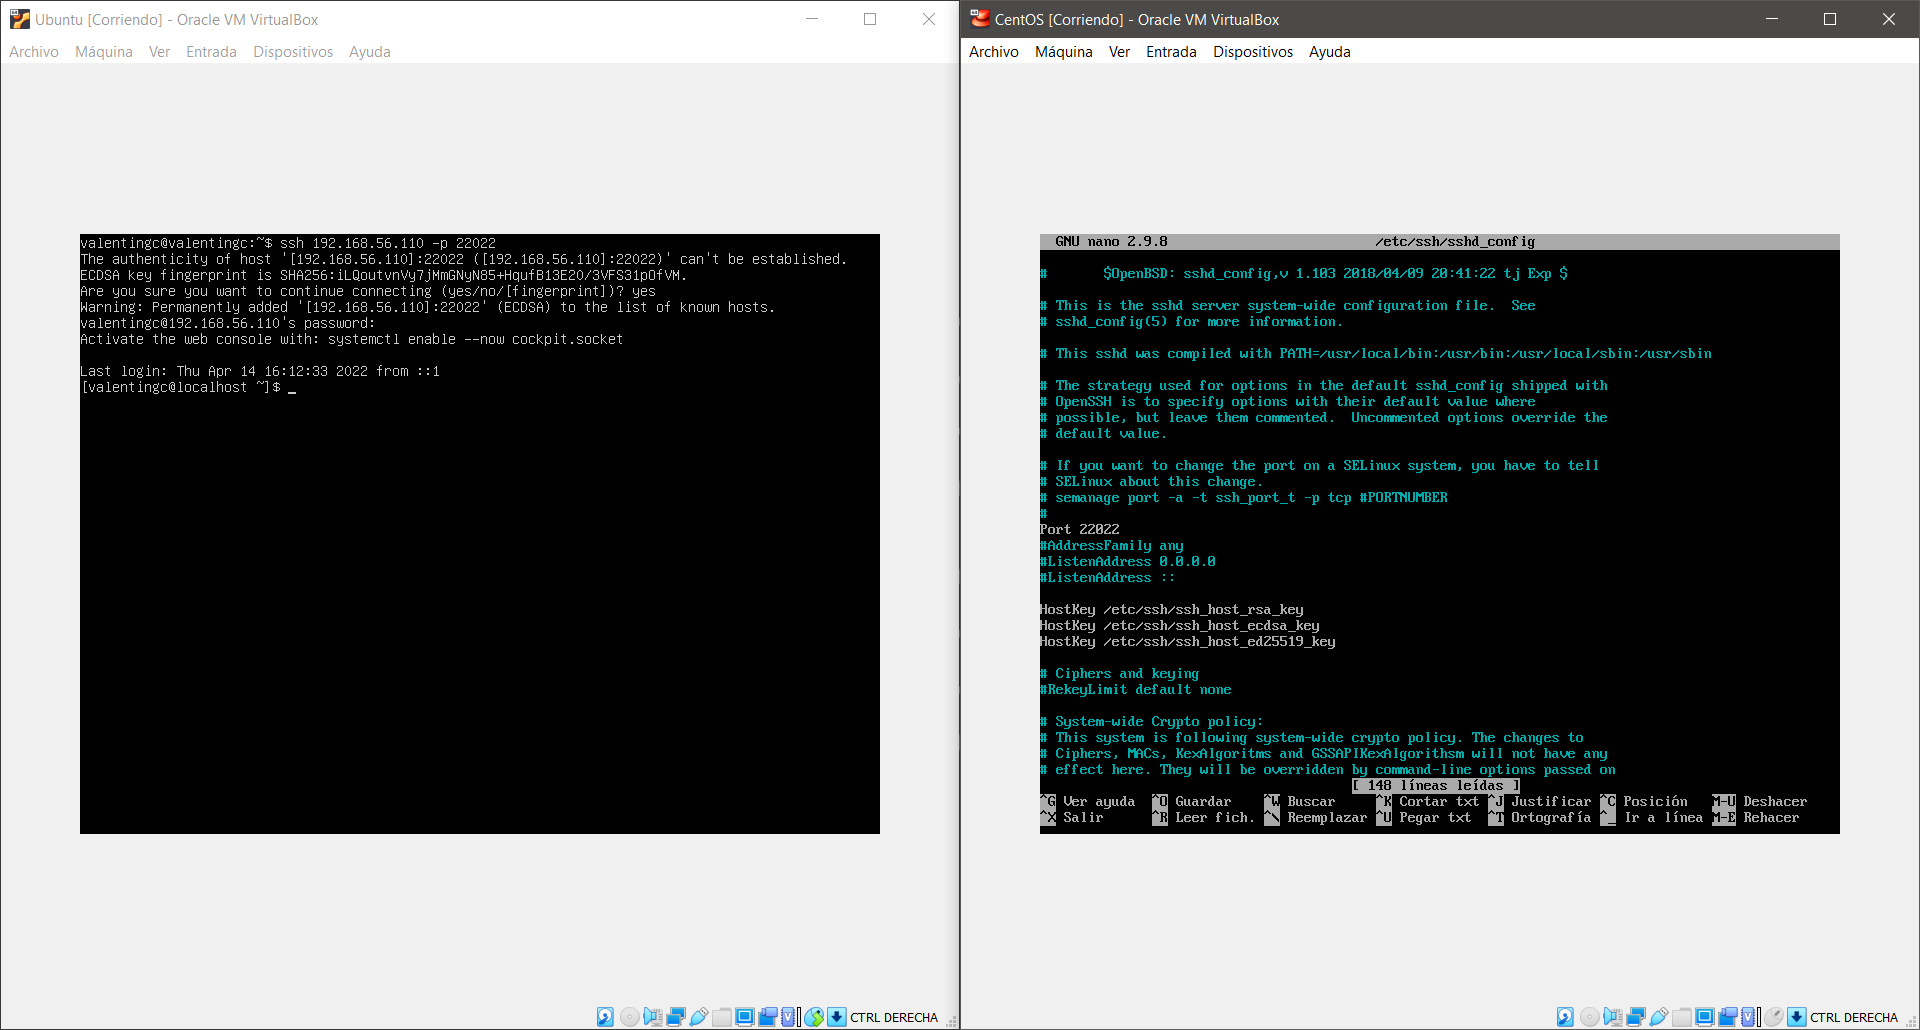 Ubuntu [Corriendo] - Oracle VM VirtualBox
Archivo Máquina Ver Entrada Dispositivos Ayuda
valentingc@valentingc:~$ ssh 192.168.56.110 -p 22022
The authenticity of host '[192.168.56.110]:22022 ([192.168.56.110]:22022)' can't be established.
ECDSA key fingerprint is SHA256:iLQoutvnVy7jMmGNyN85+HqufB13E2O/3VFS31pOfVM.
Are you sure you want to continue connecting (yes/no/[fingerprint])? yes
Warning: Permanently added '[192.168.56.110]:22022' (ECDSA) to the list of known hosts.
valentingc@192.168.56.110's password:
Activate the web console with: systemctl enable --now cockpit.socket
Last login: Thu Apr 14 16:12:33 2022 from ::1
[valentingc@localhost ~]$ _
CTRL DERECHA
CentOS [Corriendo] - Oracle VM VirtualBox
Archivo Máquina Ver Entrada Dispositivos Ayuda
GNU nano 2.9.8 /etc/ssh/sshd_config
# $OpenBSD: sshd_config,v 1.103 2018/04/09 20:41:22 tj Exp $
# This is the sshd server system-wide configuration file. See
# sshd_config(5) for more information.
# This sshd was compiled with PATH=/usr/local/bin:/usr/bin:/usr/local/sbin:/usr/sbin
# The strategy used for options in the default sshd_config shipped with
# OpenSSH is to specify options with their default value where
# possible, but leave them commented. Uncommented options override the
# default value.
# If you want to change the port on a SELinux system, you have to tell
# SELinux about this change.
# semanage port -a -t ssh_port_t -p tcp #PORTNUMBER
#
Port 22022
#AddressFamily any
#ListenAddress 0.0.0.0
#ListenAddress ::
HostKey /etc/ssh/ssh_host_rsa_key
HostKey /etc/ssh/ssh_host_ecdsa_key
HostKey /etc/ssh/ssh_host_ed25519_key
# Ciphers and keying
#RekeyLimit default none
# System-wide Crypto policy:
# This system is following system-wide crypto policy. The changes to
# Ciphers, MACs, KexAlgoritms and GSSAPIKexAlgorithsm will not have any
# effect here. They will be overridden by command-line options passed on
[ 148 líneas leídas ]
^G Ver ayuda ^O Guardar ^W Buscar ^K Cortar txt ^J Justificar ^C Posición M-U Deshacer
^X Salir ^R Leer fich. ^\ Reemplazar ^U Pegar txt ^T Ortografía ^_ Ir a línea M-E Rehacer
CTRL DERECHA